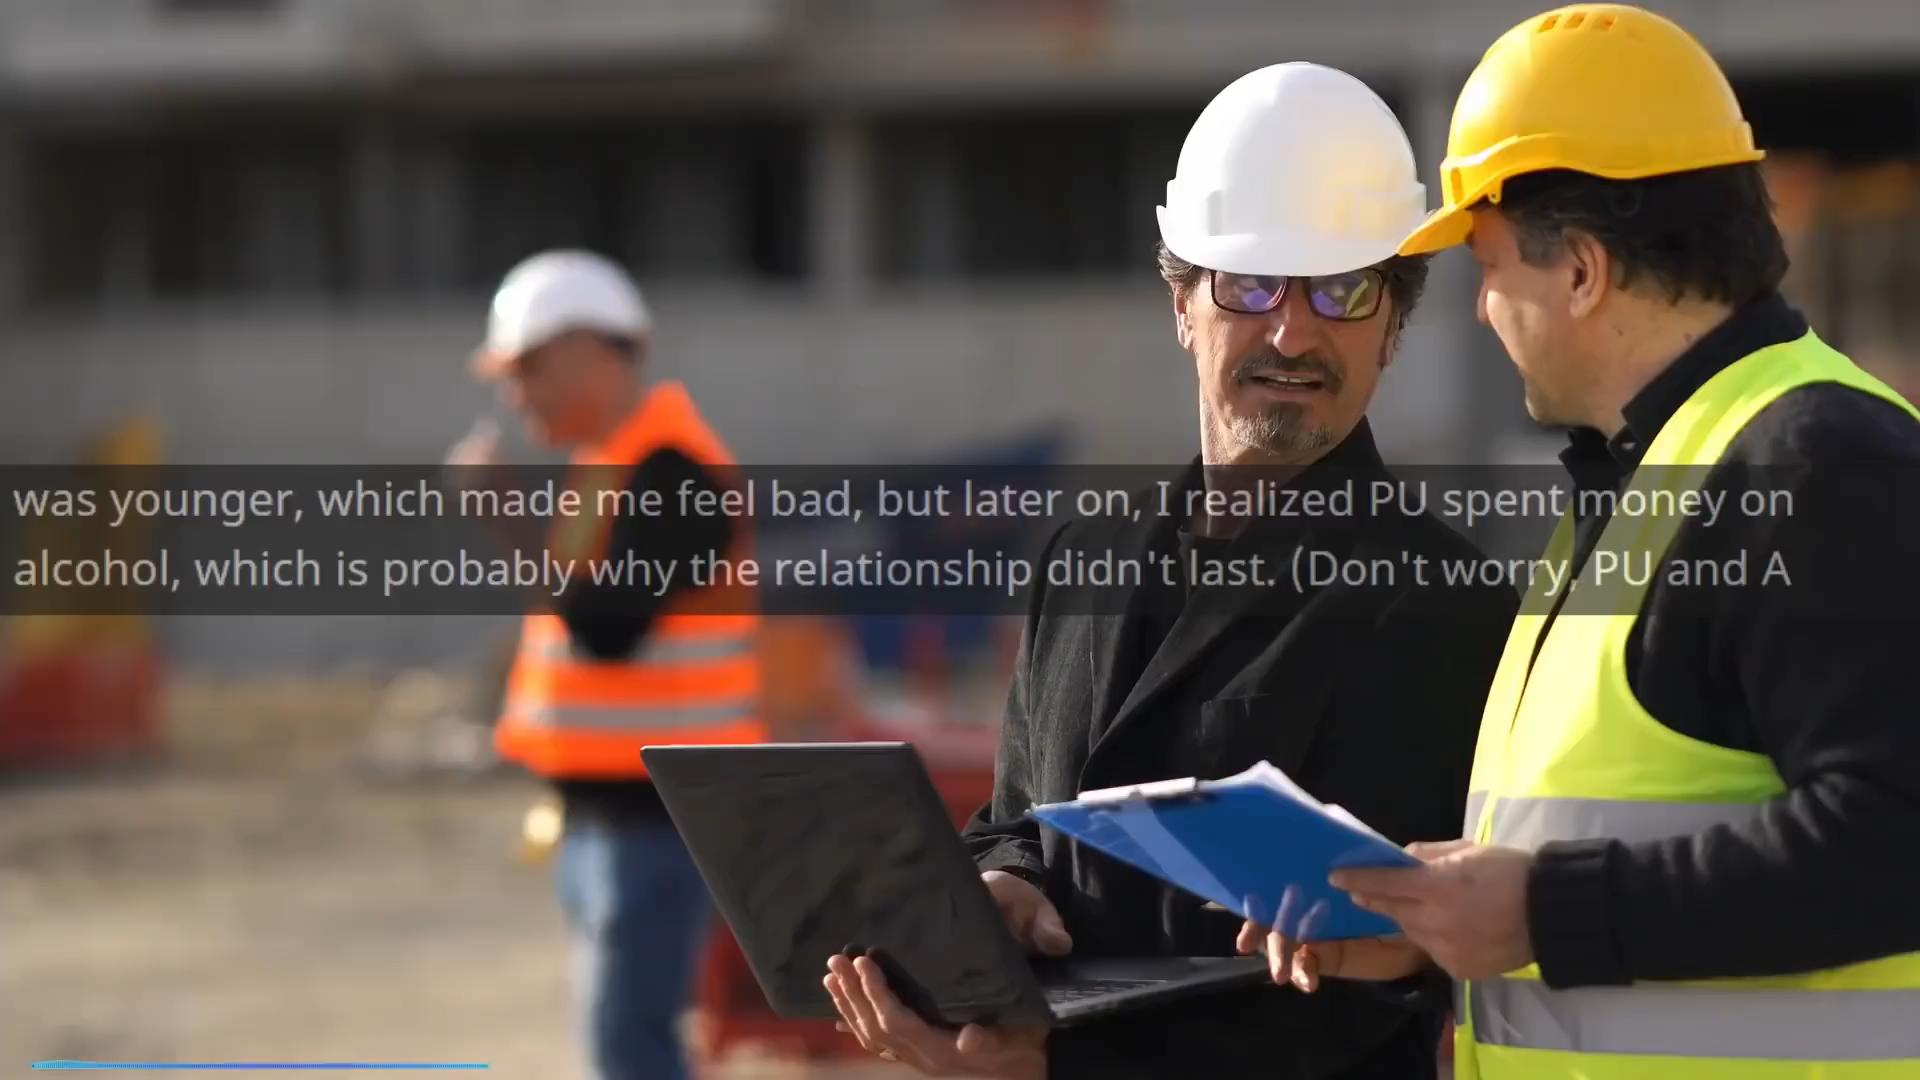 was younger, which made me feel bad, but later on, I realized PU spent money on
alcohol, which is probably why the relationship didn't last. (Don't worry, PU and A